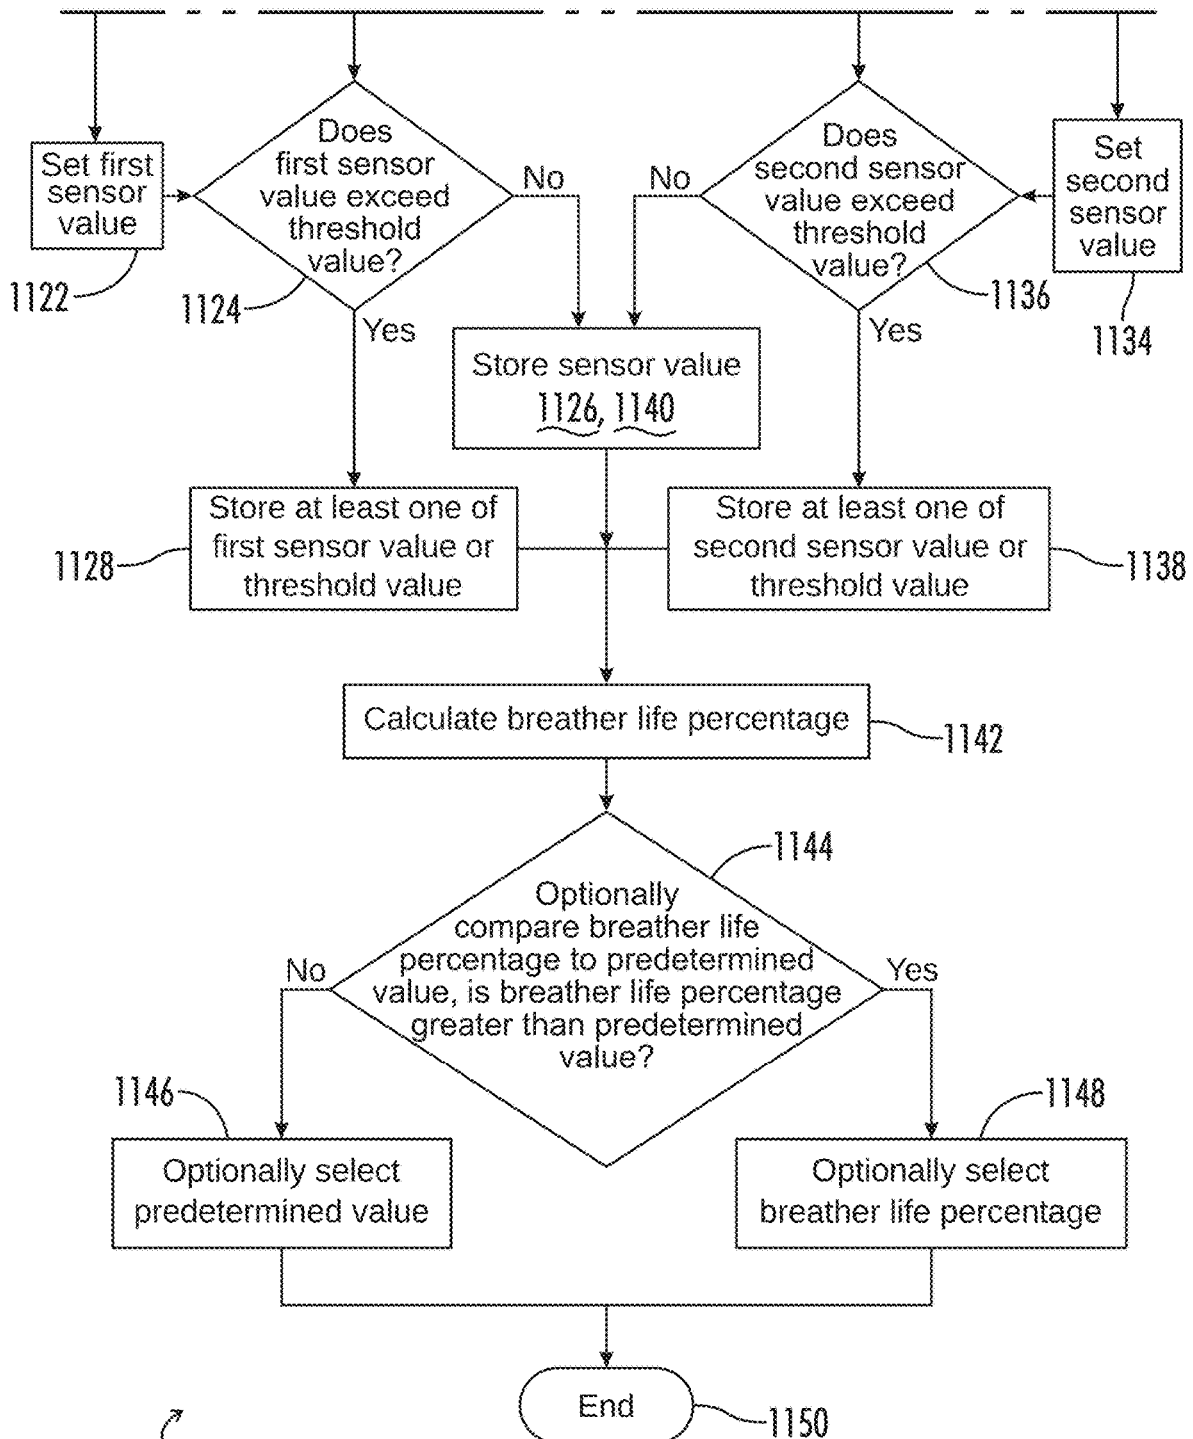 Set first
sensor
value
1122
Does
first sensor
value exceed
threshold
value?
1124
No
Yes
Does
second sensor
value exceed
threshold
value?
1136
No
Yes
Set
second
sensor
value
1134
Store sensor value
1126, 1140
Store at least one of
first sensor value or
threshold value
1128
Store at least one of
second sensor value or
threshold value
1138
Calculate breather life percentage
1142
1144
Optionally
compare breather life
percentage to predetermined
value, is breather life percentage
greater than predetermined
value?
No
Yes
1146
Optionally select
predetermined value
1148
Optionally select
breather life percentage
End
1150